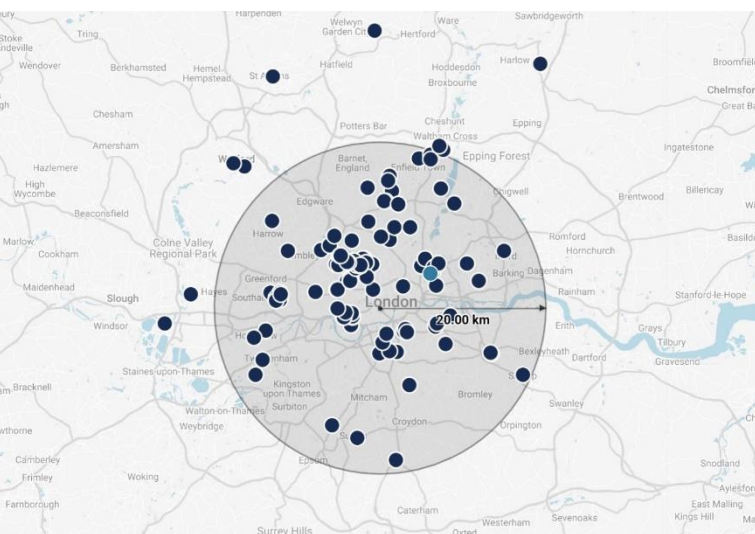 Harpenden
Welwyn
Garden City
Ware
Sawbridgeworth
Tring
Stoke
Mandeville
Hertford
Wendover
Berkhamsted
Hemel
Hempstead
Hatfield
Hoddesdon
Broxbourne
Harlow
Broomfield
Chelmsford
Great Ba
Chesham
Potters Bar
Cheshunt
Waltham Cross
Epping
Amersham
Barnet,
England
Enfield Town
Epping Forest
Ingatestone
Hazlemere
High
Wycombe
Edgware
Chigwell
Brentwood
Billericay
Beaconsfield
Marlow
Cookham
Colne Valley
Regional Park
Harrow
Romford
Hornchurch
Basildo
Maidenhead
Greenford
Barking
Dagenham
Slough
Hayes
London
Rainham
Stanford-le-Hope
Windsor
20.00 km
Erith
Grays
Tilbury
Staines-upon-Thames
Bexleyheath
Dartford
Gravesend
m Bracknell
Kingston
upon Thames
Surbiton
Mitcham
Bromley
Walton-on-Thames
Weybridge
Croydon
Orpington
Swanley
wthorne
Camberley
Frimley
Woking
Epsom
Snodland
Aylesfor
Farnborough
Caterham
East Malling
Kings Hill
Ma
Surrey Hills
Oxted
Westerham
Sevenoaks